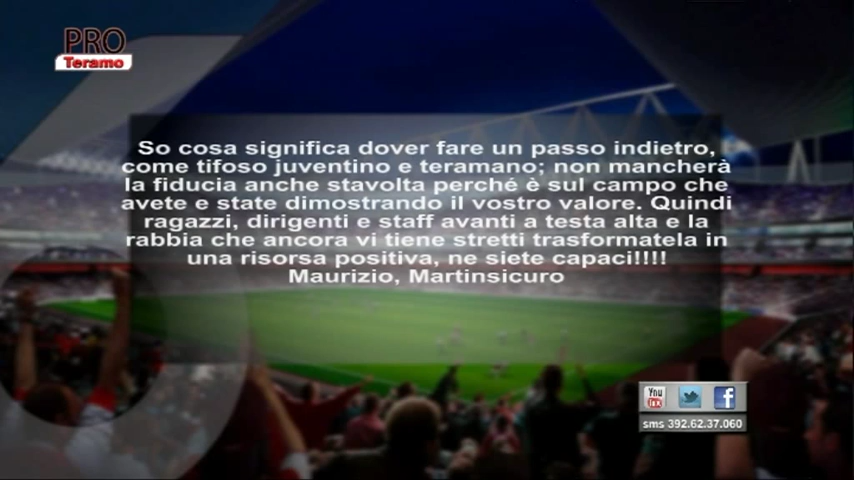 PRO
Teramo
So cosa significa dover fare un passo indietro,
come tifoso juventino e teramano; non mancherà
la fiducia anche stavolta perché è sul campo che
avete e state dimostrando il vostro valore. Quindi
ragazzi, dirigenti e staff avanti a testa alta e la
rabbia che ancora vi tiene stretti trasformatela in
una risorsa positiva, ne siete capaci!!!!
Maurizio, Martinsicuro
sms 392.62.37.060